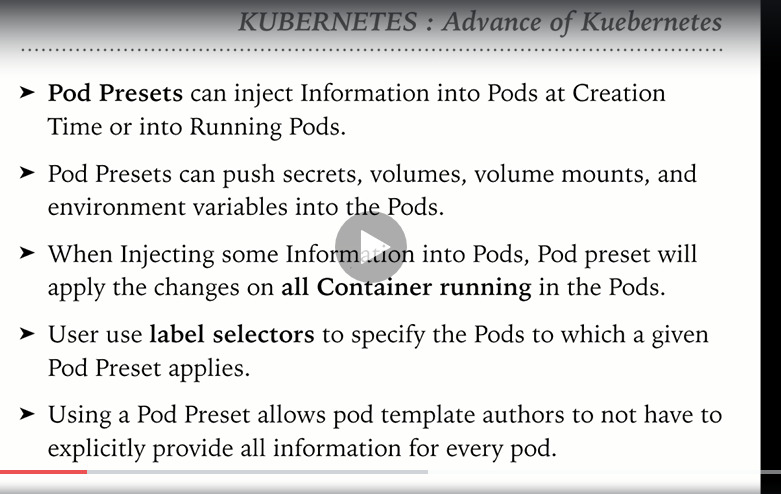 KUBERNETES : Advance of Kuebernetes
➤ Pod Presets can inject Information into Pods at Creation
Time or into Running Pods.
➤ Pod Presets can push secrets, volumes, volume mounts, and
environment variables into the Pods.
➤ When Injecting some Information into Pods, Pod preset will
apply the changes on all Container running in the Pods.
➤ User use label selectors to specify the Pods to which a given
Pod Preset applies.
➤ Using a Pod Preset allows pod template authors to not have to
explicitly provide all information for every pod.